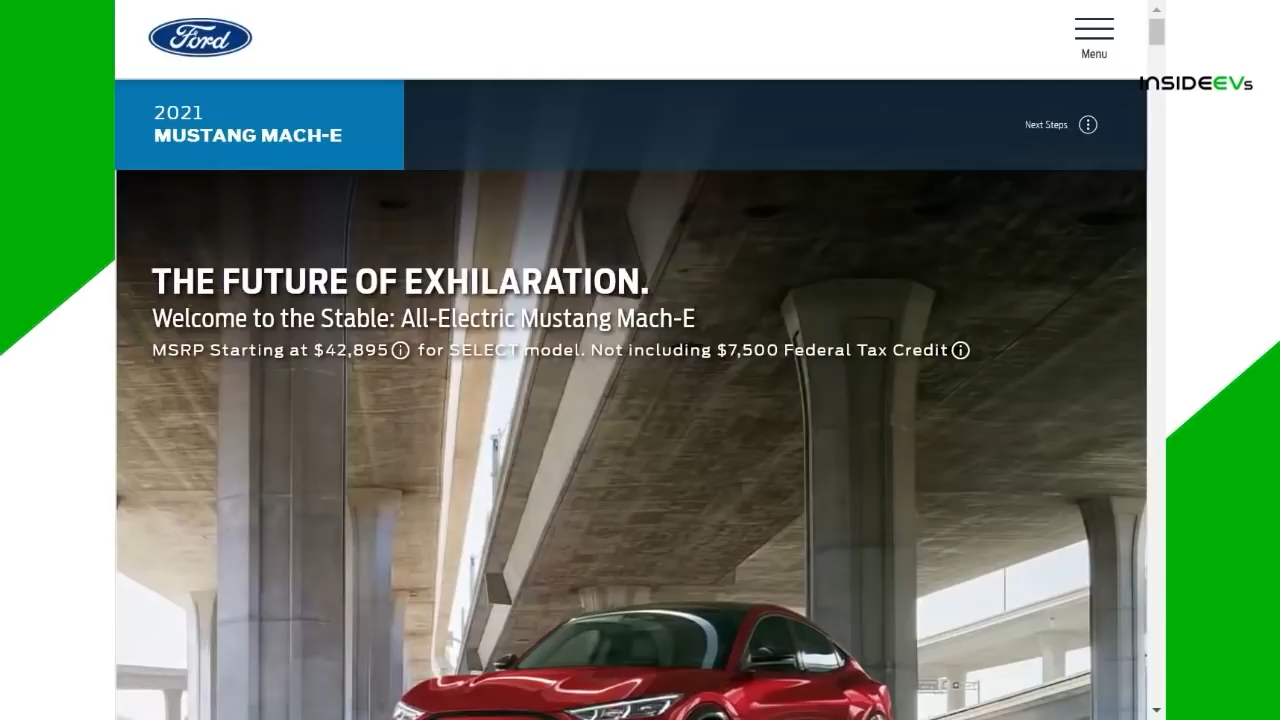 Ford
Menu
INSIDEEVs
2021
MUSTANG MACH-E
Next Steps
THE FUTURE OF EXHILARATION.
Welcome to the Stable: All-Electric Mustang Mach-E
MSRP Starting at $42,895 for SELECT model. Not including $7,500 Federal Tax Credit